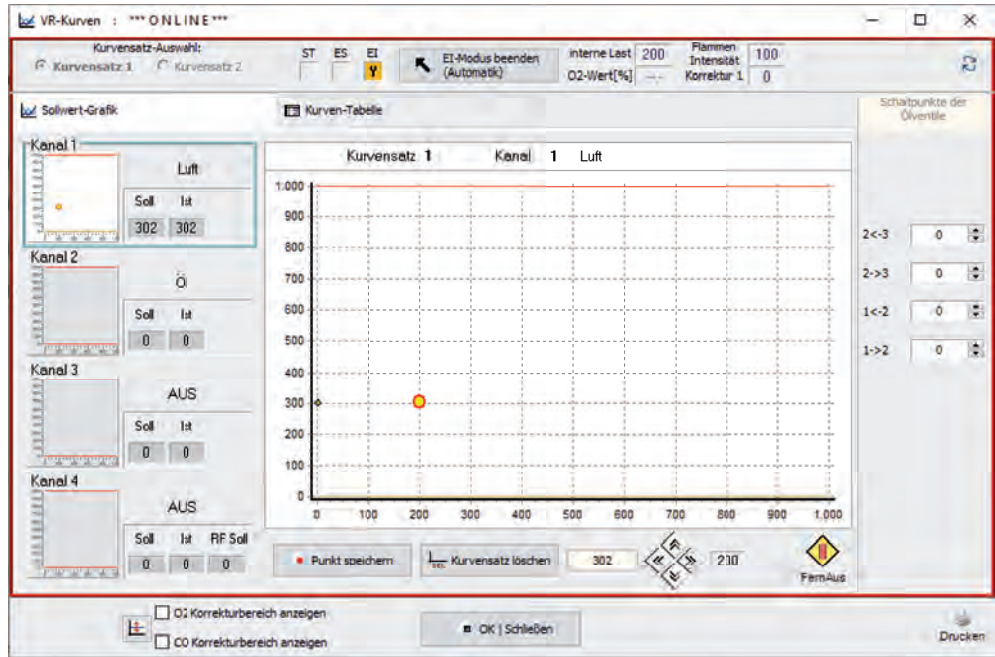 VR-Kurven : *** O N L I N E ***
Kurvensatz-Auswahl:
Kurvensatz 1 Kurvensatz 2
ST ES EI
Y
EI-Modus beenden
(Automatik)
interne Last 200
O2-Wert[%] ---
Flammen
Intensität 100
Korrektur 1 0
Sollwert-Grafik
Kurven-Tabelle
Schaltpunkte der
Ölventile
Kanal 1
Luft
Soll Ist
302 302
Kanal 2
Ö
Soll Ist
0 0
Kanal 3
AUS
Soll Ist
0 0
Kanal 4
AUS
Soll Ist RF Soll
0 0 0
Kurvensatz 1 Kanal 1 Luft
1.000
900
800
700
600
500
400
300
200
100
0
0 100 200 300 400 500 600 700 800 900 1.000
2<-3 0
2->3 0
1<-2 0
1->2 0
Punkt speichern
Kurvensatz löschen
302
200
FernAus
O2 Korrekturbereich anzeigen
CO Korrekturbereich anzeigen
OK | Schließen
Drucken